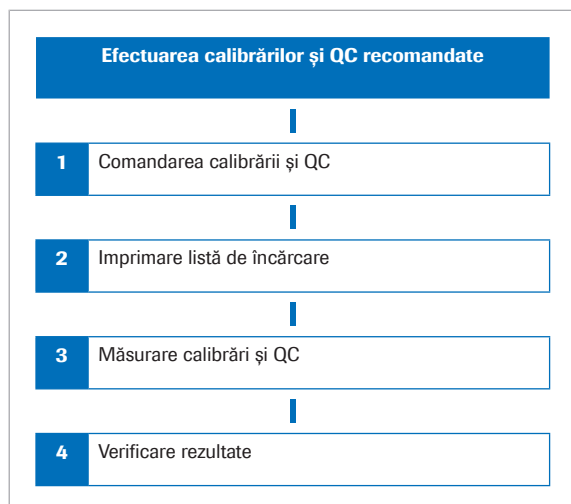 Efectuarea calibrărilor și QC recomandate
1 Comandarea calibrării și QC
2 Imprimare listă de încărcare
3 Măsurare calibrări și QC
4 Verificare rezultate